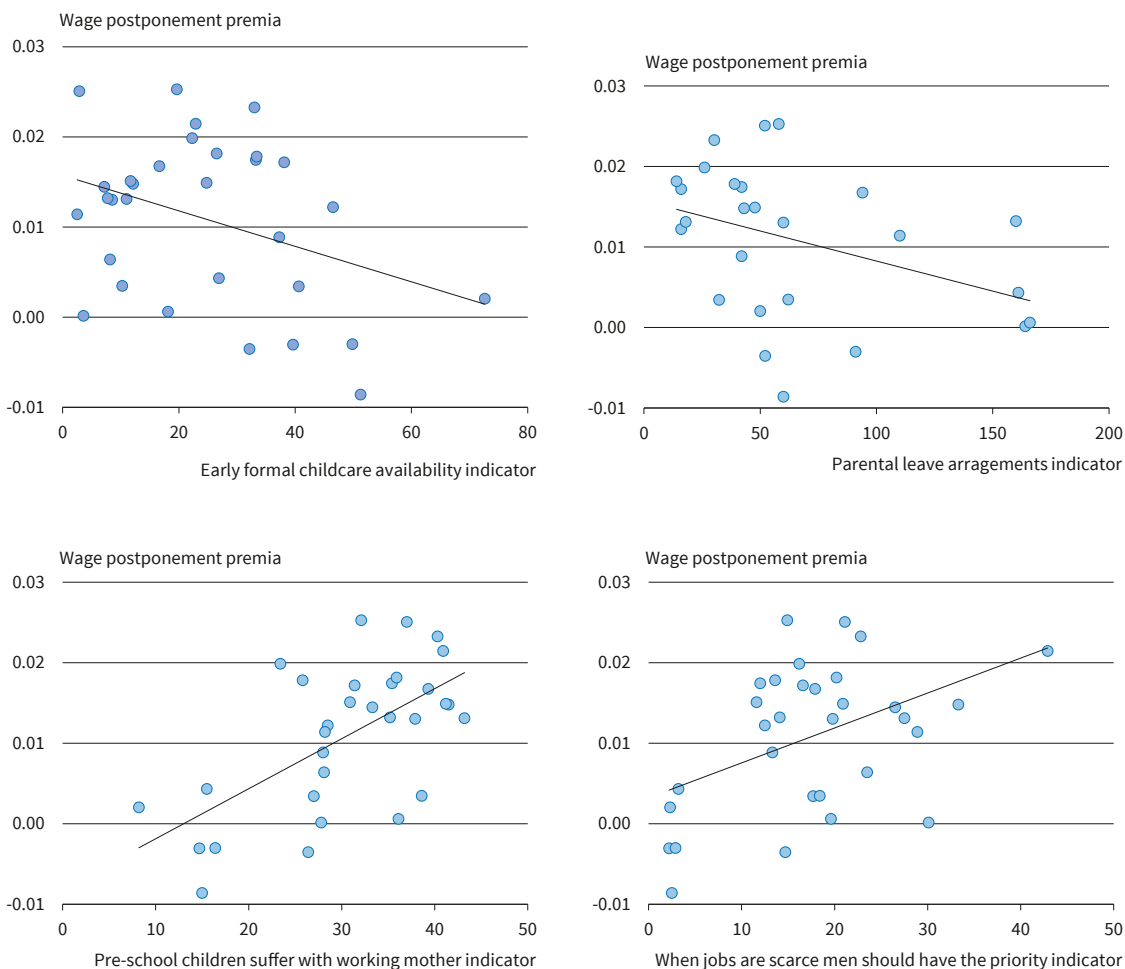 Wage postponement premia
0.03
0.02
0.01
0.00
-0.01
0 20 40 60 80
Early formal childcare availability indicator
Wage postponement premia
0.03
0.02
0.01
0.00
-0.01
0 50 100 150 200
Parental leave arragements indicator
Wage postponement premia
0.03
0.02
0.01
0.00
-0.01
0 10 20 30 40 50
Pre-school children suffer with working mother indicator
Wage postponement premia
0.03
0.02
0.01
0.00
-0.01
0 10 20 30 40 50
When jobs are scarce men should have the priority indicator